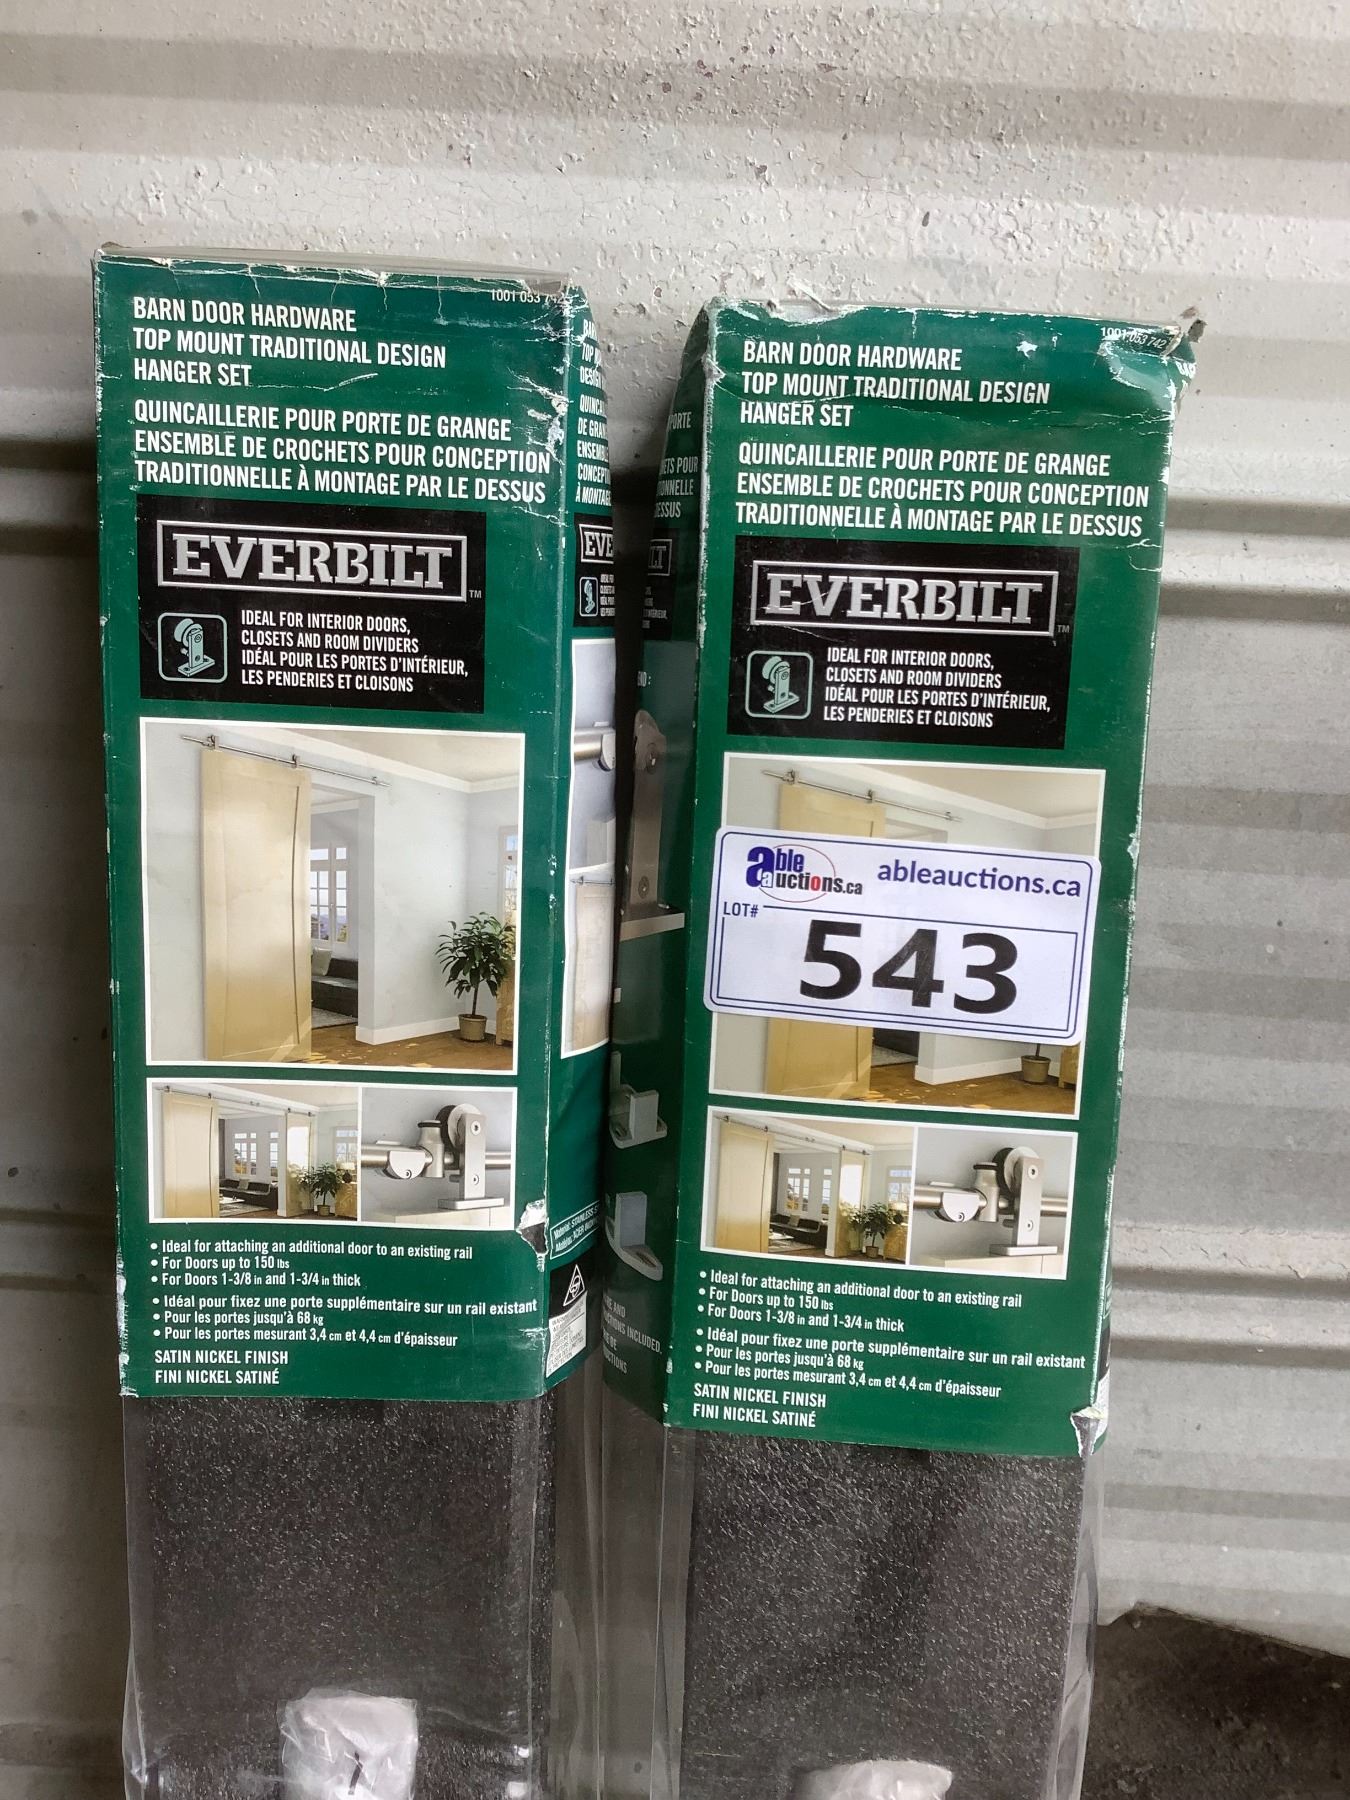 1001 053 742
BARN DOOR HARDWARE
TOP MOUNT TRADITIONAL DESIGN
HANGER SET
QUINCAILLERIE POUR PORTE DE GRANGE
ENSEMBLE DE CROCHETS POUR CONCEPTION
TRADITIONNELLE À MONTAGE PAR LE DESSUS
EVERBILT™
IDEAL FOR INTERIOR DOORS,
CLOSETS AND ROOM DIVIDERS
IDÉAL POUR LES PORTES D'INTÉRIEUR,
LES PENDERIES ET CLOISONS
• Ideal for attaching an additional door to an existing rail
• For Doors up to 150 lbs
• For Doors 1-3/8 in and 1-3/4 in thick
• Idéal pour fixez une porte supplémentaire sur un rail existant
• Pour les portes jusqu'à 68 kg
• Pour les portes mesurant 3,4 cm et 4,4 cm d'épaisseur
SATIN NICKEL FINISH
FINI NICKEL SATINÉ
1001 053 742
BARN DOOR HARDWARE
TOP MOUNT TRADITIONAL DESIGN
HANGER SET
QUINCAILLERIE POUR PORTE DE GRANGE
ENSEMBLE DE CROCHETS POUR CONCEPTION
TRADITIONNELLE À MONTAGE PAR LE DESSUS
EVERBILT™
IDEAL FOR INTERIOR DOORS,
CLOSETS AND ROOM DIVIDERS
IDÉAL POUR LES PORTES D'INTÉRIEUR,
LES PENDERIES ET CLOISONS
able auctions.ca
ableauctions.ca
LOT#
543
• Ideal for attaching an additional door to an existing rail
• For Doors up to 150 lbs
• For Doors 1-3/8 in and 1-3/4 in thick
• Idéal pour fixez une porte supplémentaire sur un rail existant
• Pour les portes jusqu'à 68 kg
• Pour les portes mesurant 3,4 cm et 4,4 cm d'épaisseur
SATIN NICKEL FINISH
FINI NICKEL SATINÉ